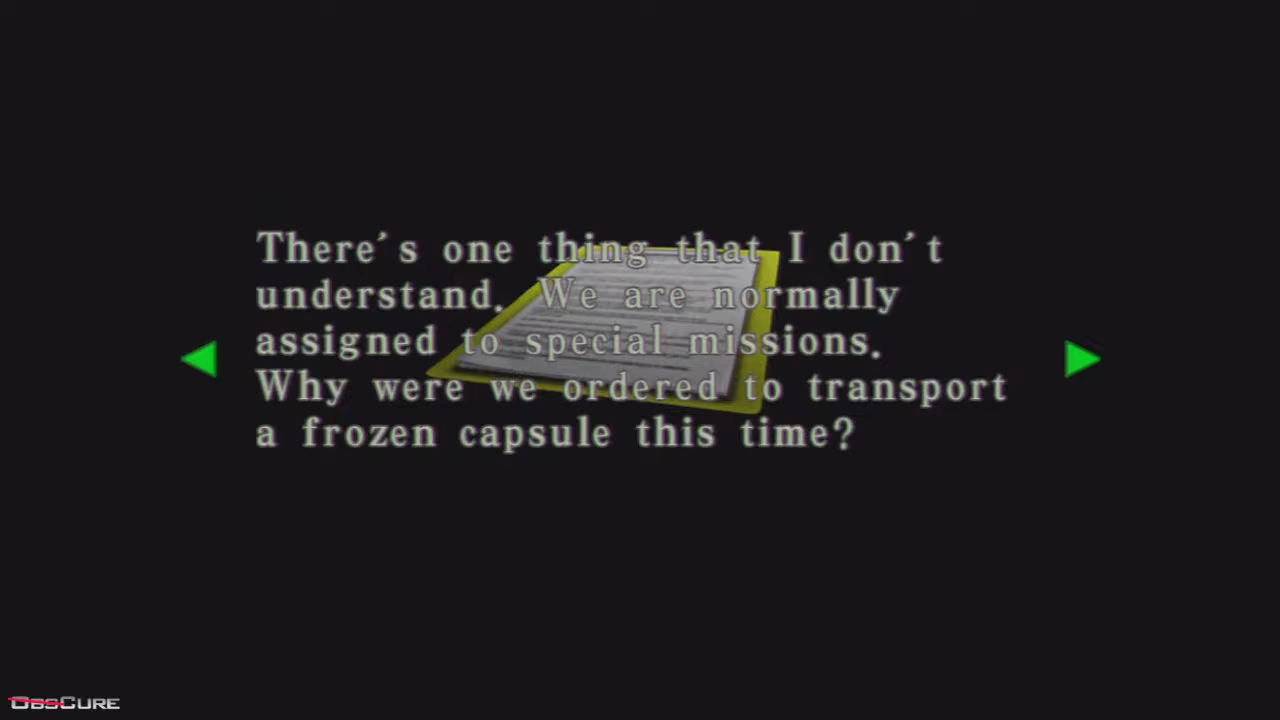 There's one thing that I don't
understand. We are normally
assigned to special missions.
Why were we ordered to transport
a frozen capsule this time?
OBSCURE